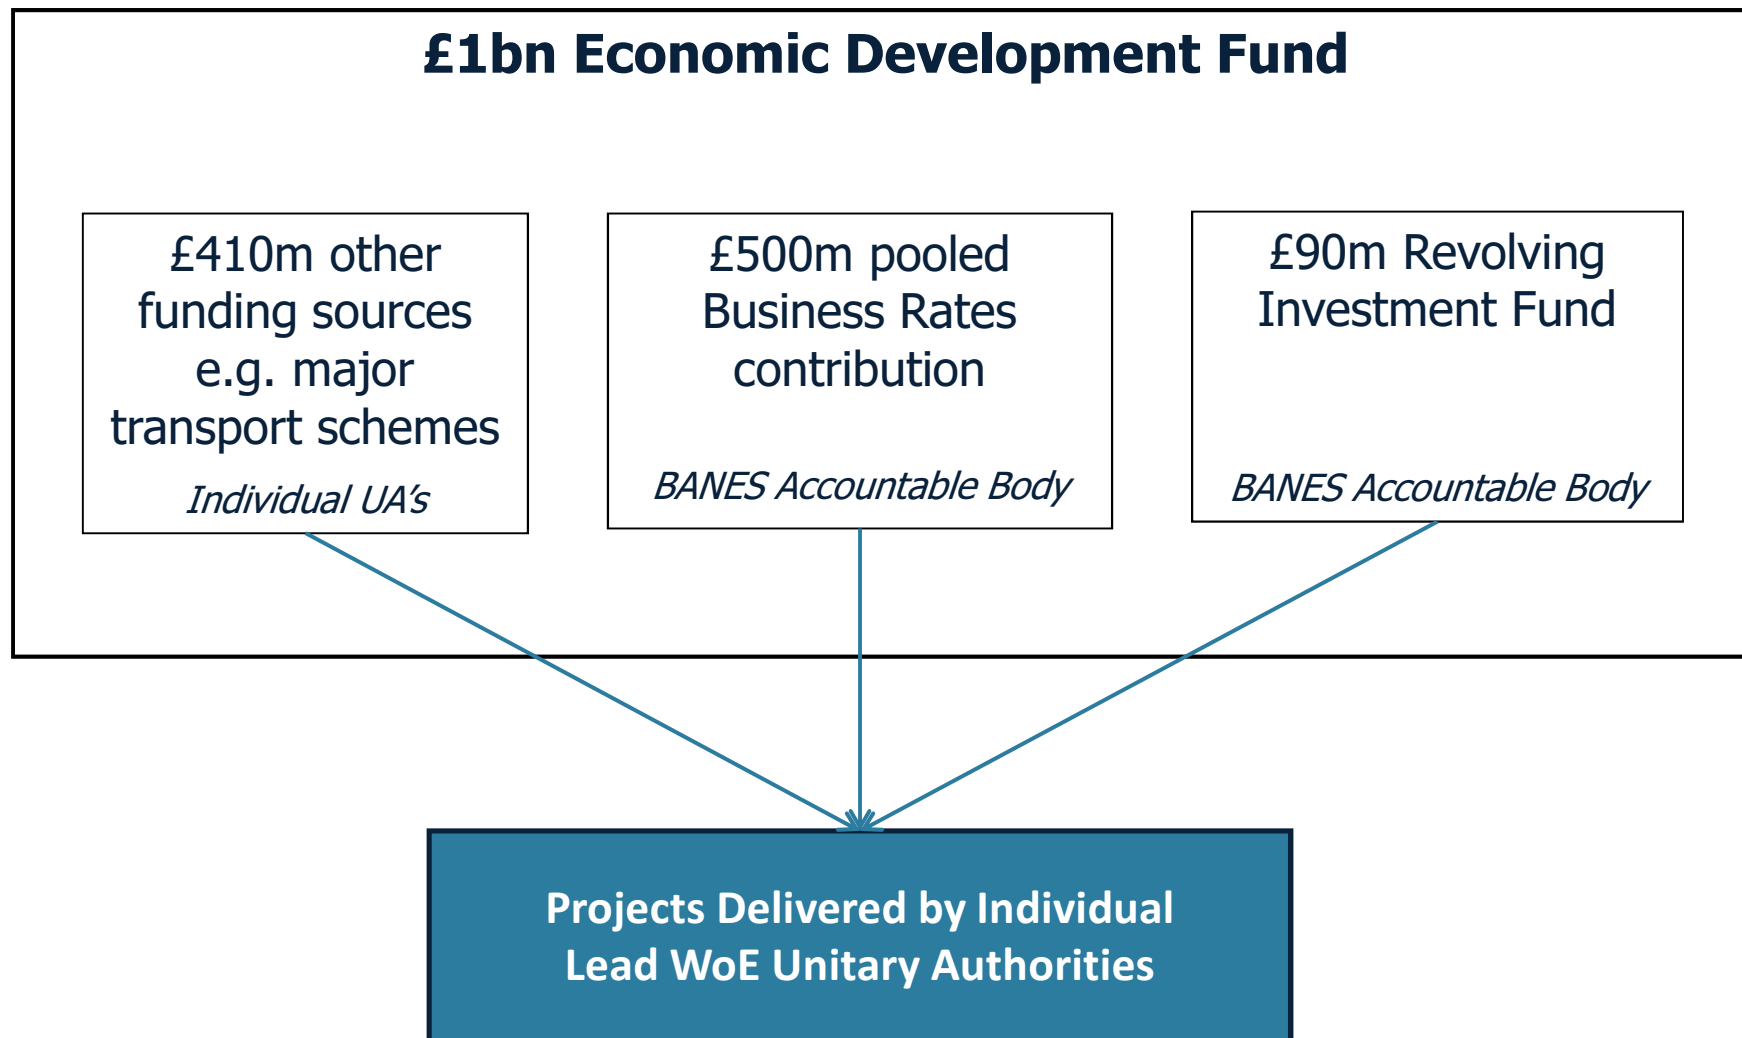 £1bn Economic Development Fund
£410m other
funding sources
e.g. major
transport schemes
Individual UA's
£500m pooled
Business Rates
contribution
BANES Accountable Body
£90m Revolving
Investment Fund
BANES Accountable Body
Projects Delivered by Individual
Lead WoE Unitary Authorities